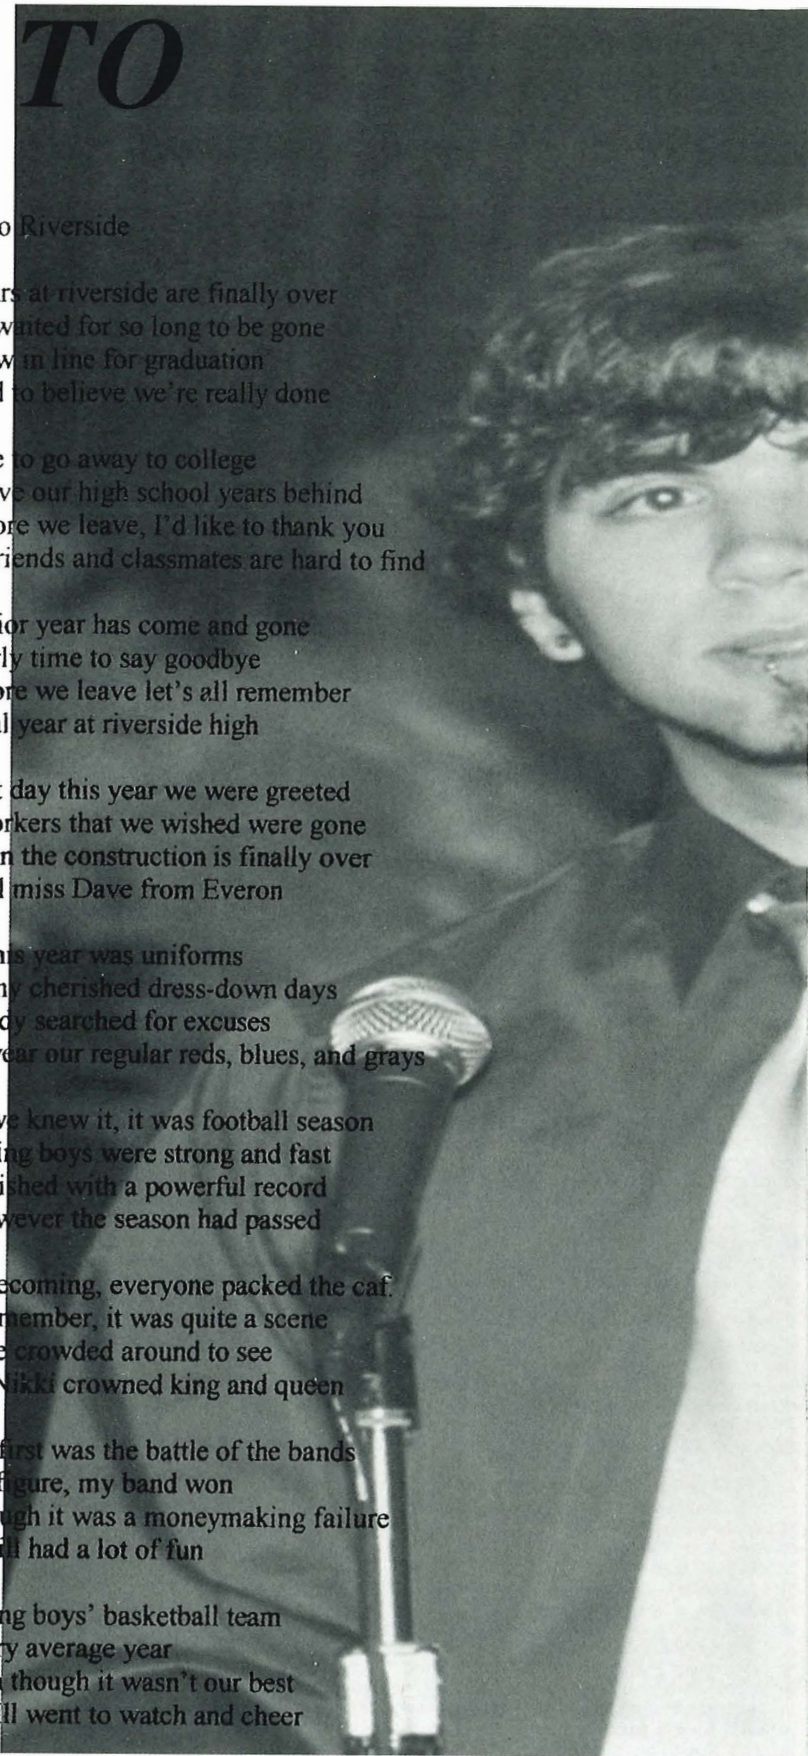 TO
o Riverside
rs at riverside are finally over
waited for so long to be gone
w in line for graduation
d to believe we're really done
e to go away to college
ve our high school years behind
ore we leave, I'd like to thank you
riends and classmates are hard to find
ior year has come and gone
rly time to say goodbye
ore we leave let's all remember
al year at riverside high
t day this year we were greeted
orkers that we wished were gone
n the construction is finally over
l miss Dave from Everon
his year was uniforms
ny cherished dress-down days
dy searched for excuses
ear our regular reds, blues, and grays
ve knew it, it was football season
ing boys were strong and fast
ished with a powerful record
wever the season had passed
ecoming, everyone packed the caf.
member, it was quite a scene
e crowded around to see
Nikki crowned king and queen
first was the battle of the bands
figure, my band won
ugh it was a moneymaking failure
ill had a lot of fun
ng boys' basketball team
ry average year
though it wasn't our best
ll went to watch and cheer